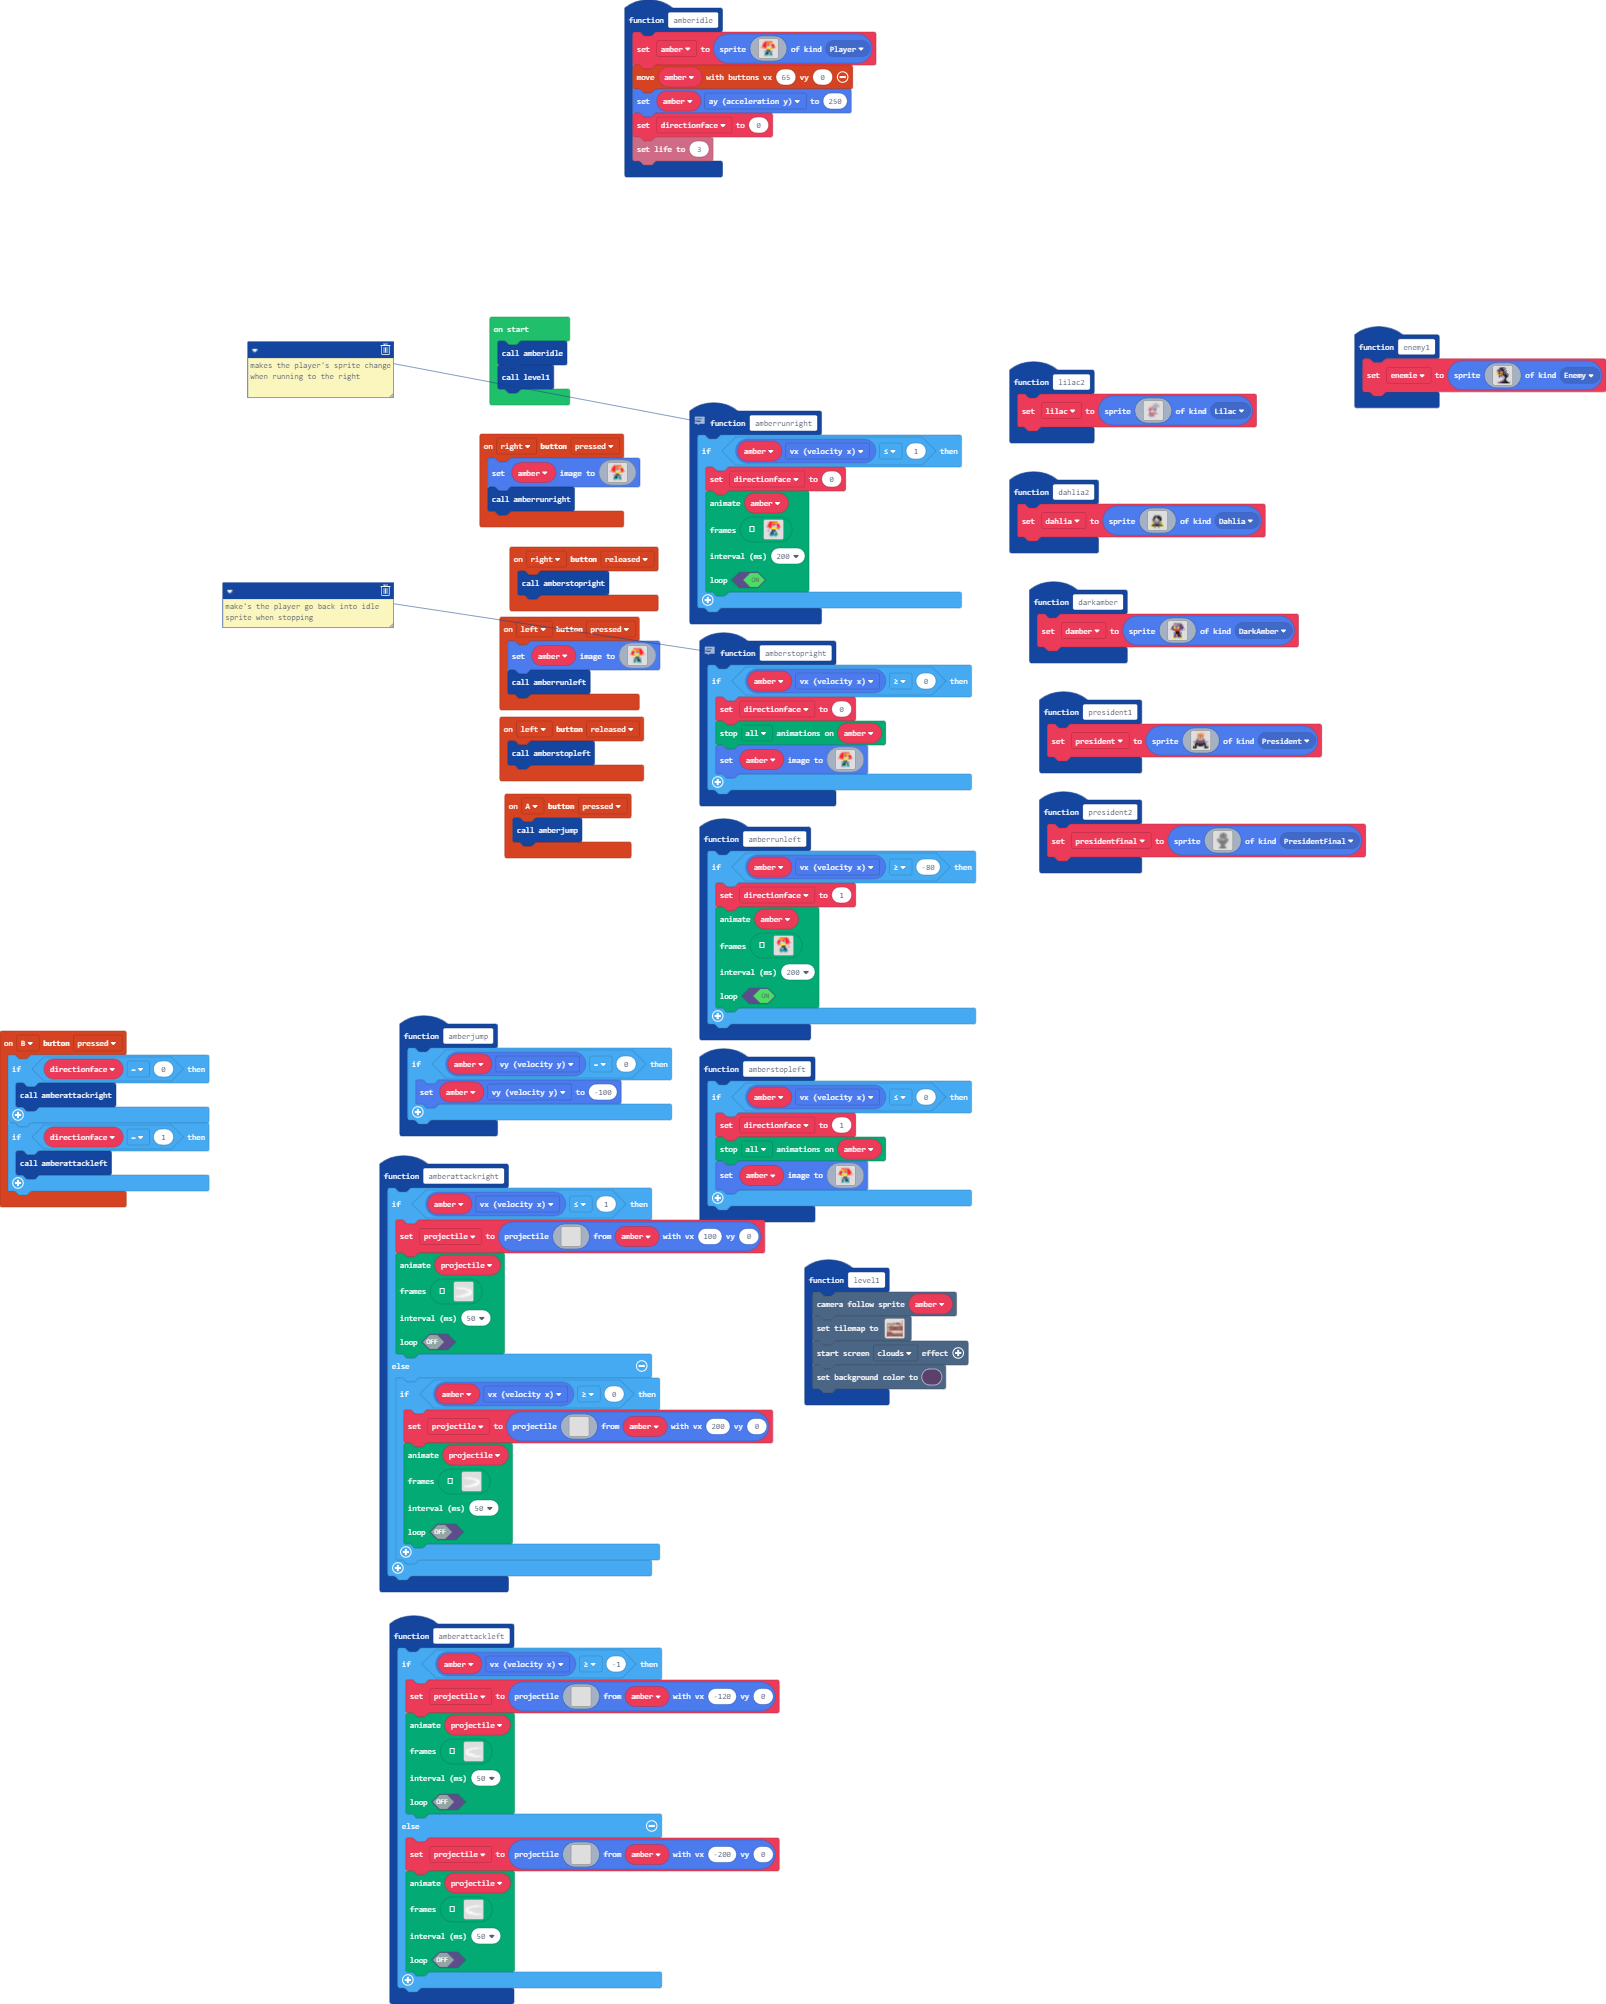 function amberidle
set amber to sprite of kind Player
move amber with buttons vx 65 vy 0
set amber ay (acceleration y) to 250
set directionface to 0
set life to 3
on start
call amberidle
call level1
makes the player's sprite change
when running to the right
on right button pressed
set amber image to
call amberrunright
on right button released
call amberstopright
make's the player go back into idle
sprite when stopping
on left button pressed
set amber image to
call amberrunleft
on left button released
call amberstopleft
on A button pressed
call amberjump
function amberrunright
if amber vx (velocity x) ≤ 1 then
set directionface to 0
animate amber
frames
interval (ms) 200
loop ON
function amberstopright
if amber vx (velocity x) ≥ 0 then
set directionface to 0
stop all animations on amber
set amber image to
function amberrunleft
if amber vx (velocity x) ≥ -80 then
set directionface to 1
animate amber
frames
interval (ms) 200
loop ON
function amberstopleft
if amber vx (velocity x) ≤ 0 then
set directionface to 1
stop all animations on amber
set amber image to
function lilac2
set lilac to sprite of kind Lilac
function dahlia2
set dahlia to sprite of kind Dahlia
function darkamber
set damber to sprite of kind DarkAmber
function president1
set president to sprite of kind President
function president2
set presidentfinal to sprite of kind PresidentFinal
function enemy1
set enemie to sprite of kind Enemy
on B button pressed
if directionface = 0 then
call amberattackright
if directionface = 1 then
call amberattackleft
function amberjump
if amber vy (velocity y) = 0 then
set amber vy (velocity y) to -100
function amberattackright
if amber vx (velocity x) ≤ 1 then
set projectile to projectile from amber with vx 100 vy 0
animate projectile
frames
interval (ms) 50
loop OFF
else
if amber vx (velocity x) ≥ 0 then
set projectile to projectile from amber with vx 200 vy 0
animate projectile
frames
interval (ms) 50
loop OFF
function level1
camera follow sprite amber
set tilemap to
start screen clouds effect
set background color to
function amberattackleft
if amber vx (velocity x) ≥ -1 then
set projectile to projectile from amber with vx -120 vy 0
animate projectile
frames
interval (ms) 50
loop OFF
else
set projectile to projectile from amber with vx -200 vy 0
animate projectile
frames
interval (ms) 50
loop OFF